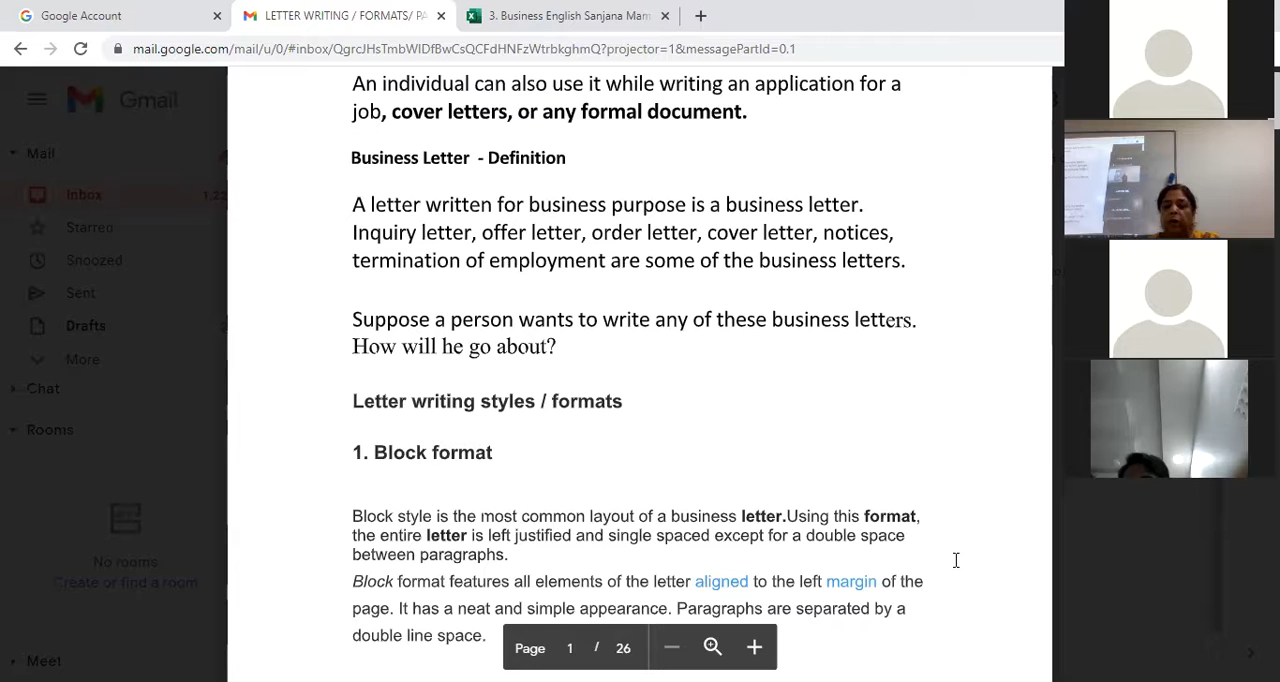 Google Account
LETTER WRITING / FORMATS/ PA
3. Business English Sanjana Mam
mail.google.com/mail/u/0/#inbox/QgrcJHsTmbWlDfBwCsQCFdHNFzWtrbkghmQ?projector=1&messagePartId=0.1
Gmail
Mail
Inbox 1,22
Starred
Snoozed
Sent
Drafts
More
Chat
Rooms
No rooms
Create or find a room
Meet
An individual can also use it while writing an application for a
job, cover letters, or any formal document.
Business Letter - Definition
A letter written for business purpose is a business letter.
Inquiry letter, offer letter, order letter, cover letter, notices,
termination of employment are some of the business letters.
Suppose a person wants to write any of these business letters.
How will he go about?
Letter writing styles / formats
1. Block format
Block style is the most common layout of a business letter.Using this format,
the entire letter is left justified and single spaced except for a double space
between paragraphs.
Block format features all elements of the letter aligned to the left margin of the
page. It has a neat and simple appearance. Paragraphs are separated by a
double line space.
Page 1 / 26